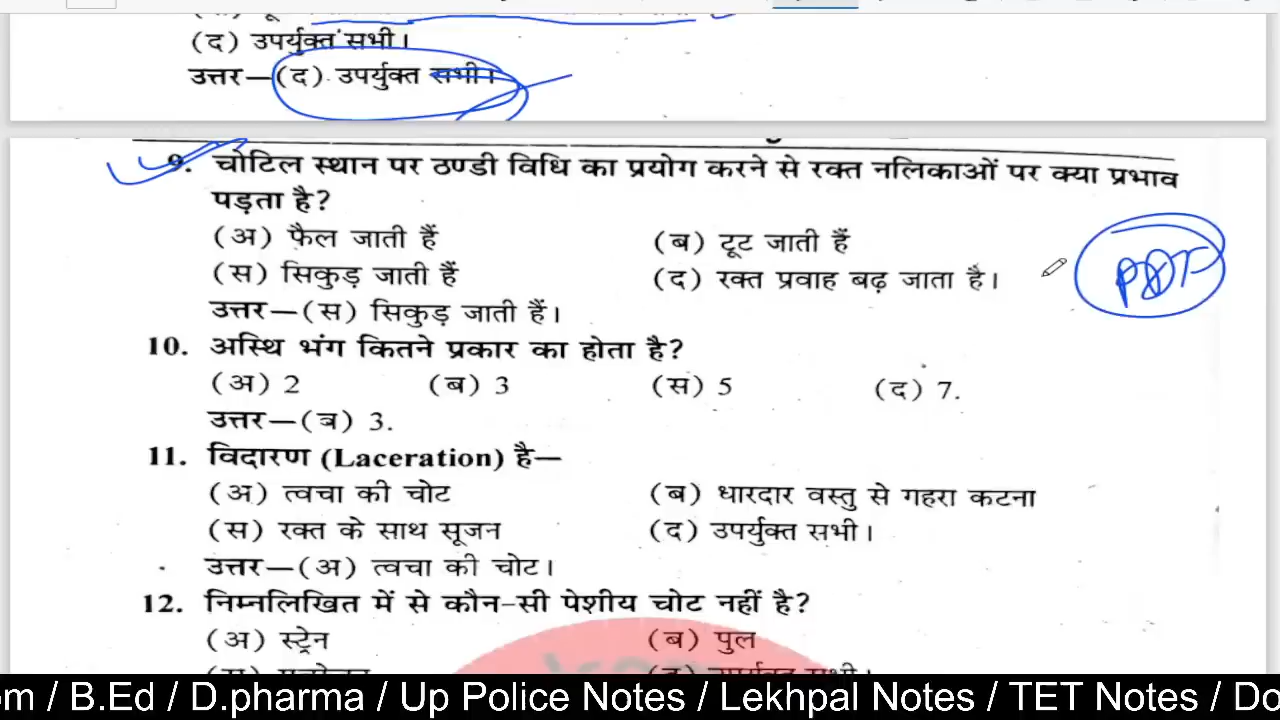 (द) उपर्युक्त सभी।
उत्तर—(द) उपर्युक्त सभी।
9. चोटिल स्थान पर ठण्डी विधि का प्रयोग करने से रक्त नलिकाओं पर क्या प्रभाव
पड़ता है?
(अ) फैल जाती हैं (ब) टूट जाती हैं
(स) सिकुड़ जाती हैं (द) रक्त प्रवाह बढ़ जाता है।
PDF
उत्तर—(स) सिकुड़ जाती हैं।
10. अस्थि भंग कितने प्रकार का होता है?
(अ) 2 (ब) 3 (स) 5 (द) 7.
उत्तर—(ब) 3.
11. विदारण (Laceration) है—
(अ) त्वचा की चोट (ब) धारदार वस्तु से गहरा कटना
(स) रक्त के साथ सूजन (द) उपर्युक्त सभी।
उत्तर—(अ) त्वचा की चोट।
12. निम्नलिखित में से कौन-सी पेशीय चोट नहीं है?
(अ) स्ट्रेन (ब) पुल
(द) उपर्युक्त सभी।
om / B.Ed / D.pharma / Up Police Notes / Lekhpal Notes / TET Notes / Do